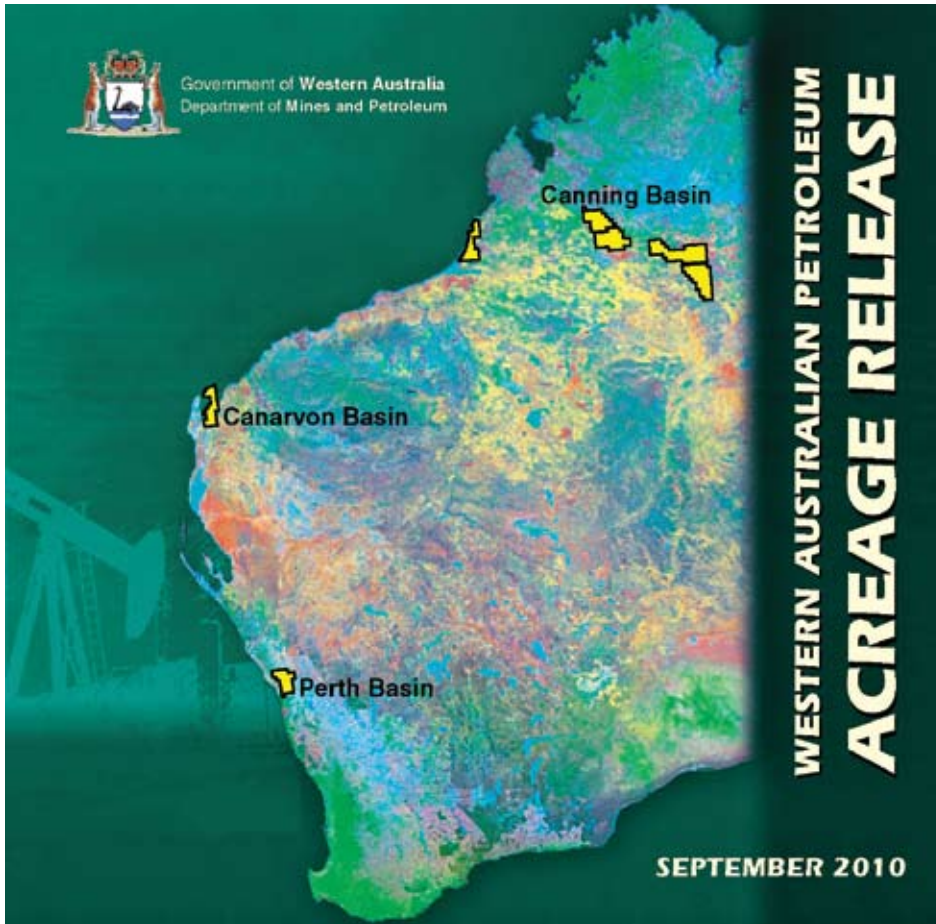 Government of Western Australia
Department of Mines and Petroleum
Canning Basin
Canarvon Basin
Perth Basin
WESTERN AUSTRALIAN PETROLEUM
ACREAGE RELEASE
SEPTEMBER 2010